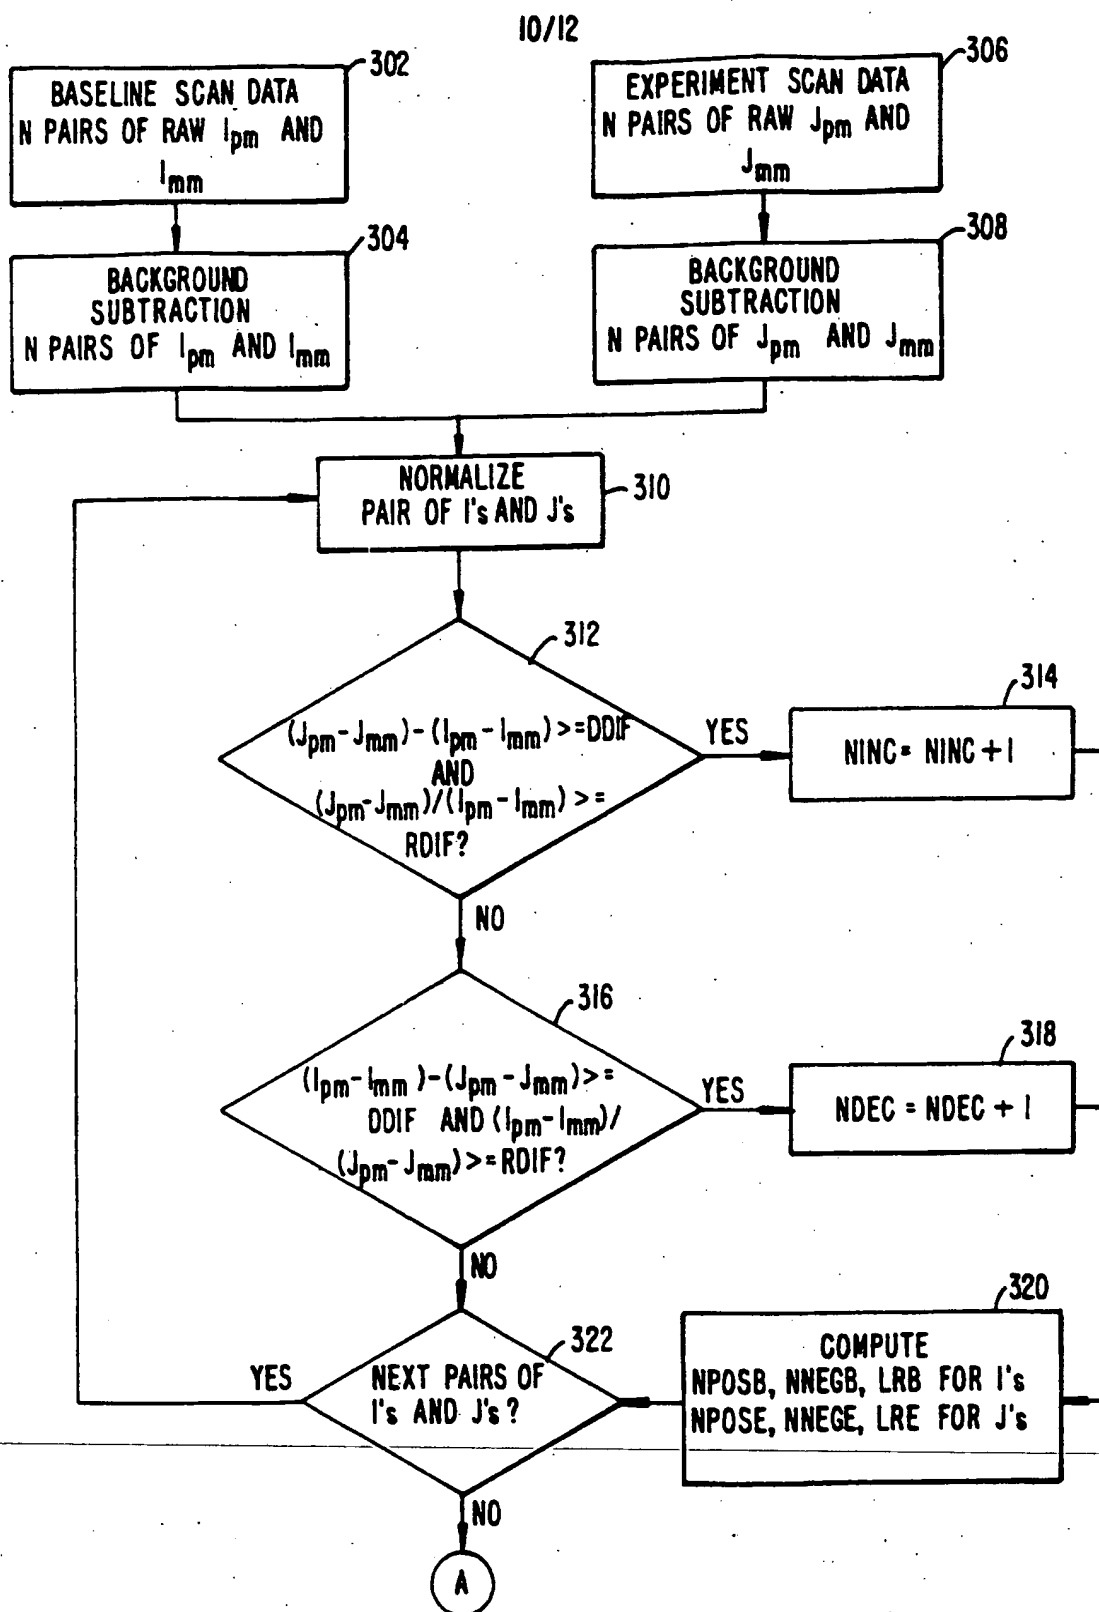 10/12
302
BASELINE SCAN DATA
N PAIRS OF RAW Ipm AND
Imm
306
EXPERIMENT SCAN DATA
N PAIRS OF RAW Jpm AND
Jmm
304
BACKGROUND
SUBTRACTION
N PAIRS OF Ipm AND Imm
308
BACKGROUND
SUBTRACTION
N PAIRS OF Jpm AND Jmm
NORMALIZE
PAIR OF I's AND J's
310
312
(Jpm-Jmm)-(Ipm-Imm)>=DDIF
AND
(Jpm-Jmm)/(Ipm-Imm)>=
RDIF?
YES
314
NINC= NINC+1
NO
316
(Ipm-Imm)-(Jpm-Jmm)>=
DDIF AND (Ipm-Imm)/
(Jpm-Jmm)>=RDIF?
YES
318
NDEC = NDEC + 1
NO
322
NEXT PAIRS OF
I's AND J's?
YES
320
COMPUTE
NPOSB, NNEGB, LRB FOR I's
NPOSE, NNEGE, LRE FOR J's
NO
A